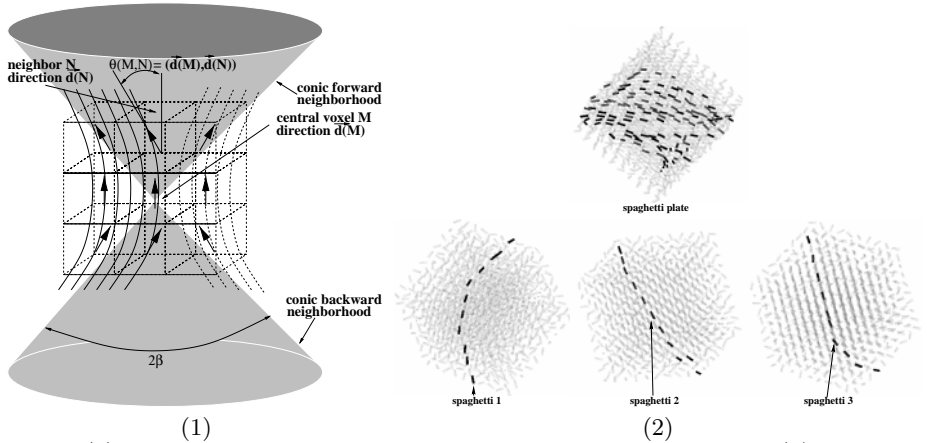 neighbor N
direction d(N)
θ(M,N)= (d(M),d(N))
conic forward
neighborhood
central voxel M
direction d(M)
conic backward
neighborhood
2β
(1)
spaghetti plate
spaghetti 1
spaghetti 2
spaghetti 3
(2)